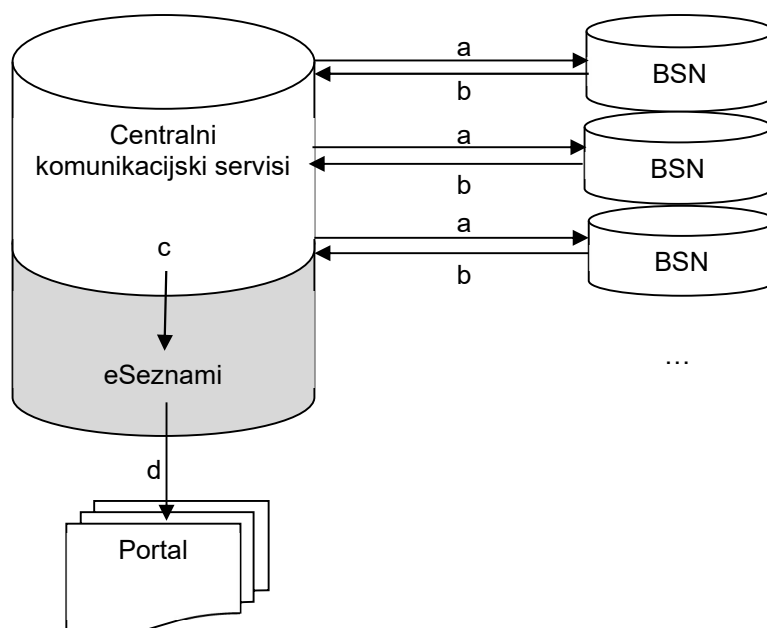 a
BSN
b
Centralni
komunikacijski servisi
a
BSN
b
a
c
BSN
b
…
eSeznami
d
Portal